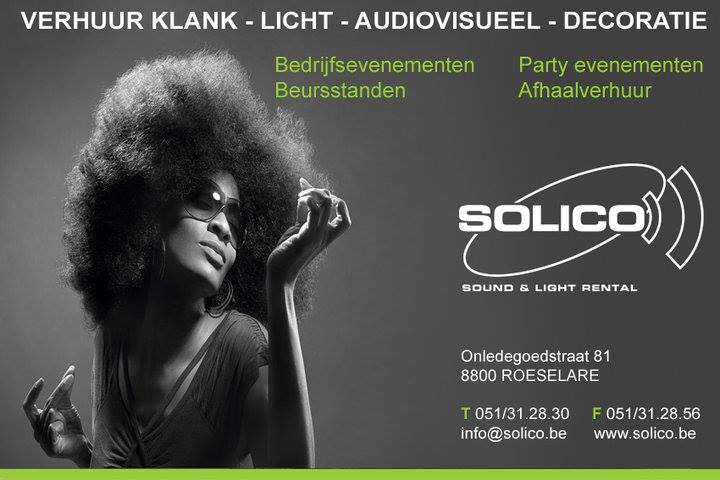 VERHUUR KLANK - LICHT - AUDIOVISUEEL - DECORATIE
Bedrijfsevenementen
Beursstanden
Party evenementen
Afhaalverhuur
SOLICO
SOUND & LIGHT RENTAL
Onledegoedstraat 81
8800 ROESELARE
T 051/31.28.30 F 051/31.28.56
info@solico.be www.solico.be